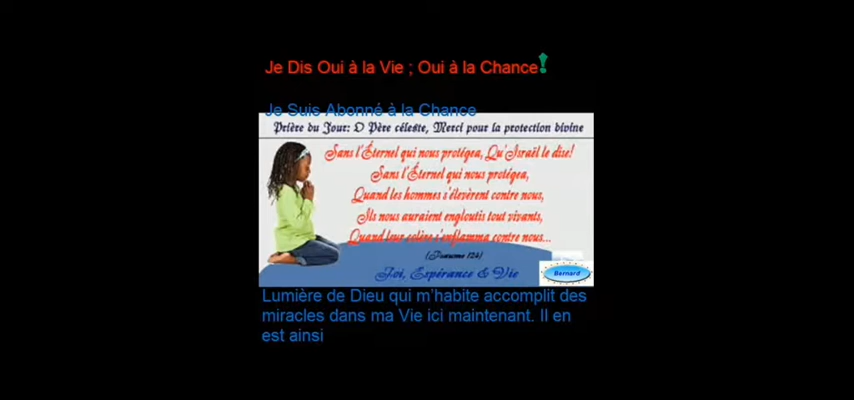 Je Dis Oui à la Vie ; Oui à la Chance!
Je Suis Abonné à la Chance
Prière du Jour: O Père céleste, Merci pour la protection divine
Sans l'Éternel qui nous protégea, Qu'Israël le dise!
Sans l'Éternel qui nous protégea,
Quand les hommes s'élevèrent contre nous,
Ils nous auraient engloutis tout vivants,
Quand leur colère s'enflamma contre nous...
(Psaume 124)
Foi, Espérance & Vie
Bernard
Lumière de Dieu qui m'habite accomplit des
miracles dans ma Vie ici maintenant. Il en
est ainsi